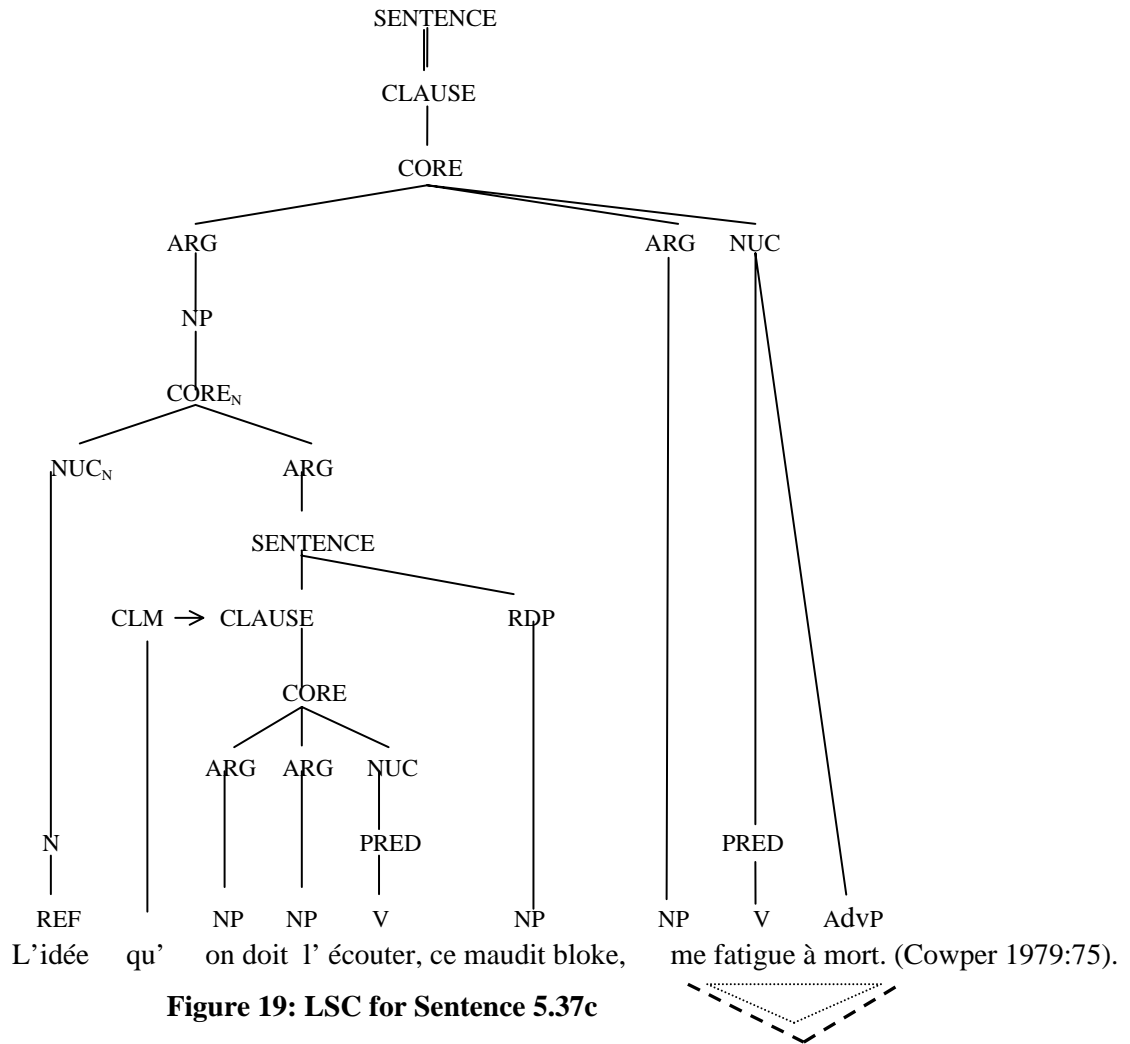 SENTENCE
CLAUSE
CORE
ARG ARG NUC
NP
CORE_N
NUC_N ARG
SENTENCE
CLM → CLAUSE RDP
CORE
ARG ARG NUC
N PRED PRED
REF NP NP V NP NP V AdvP
L’idée qu’ on doit l’ écouter, ce maudit bloke, me fatigue à mort. (Cowper 1979:75).
Figure 19: LSC for Sentence 5.37c